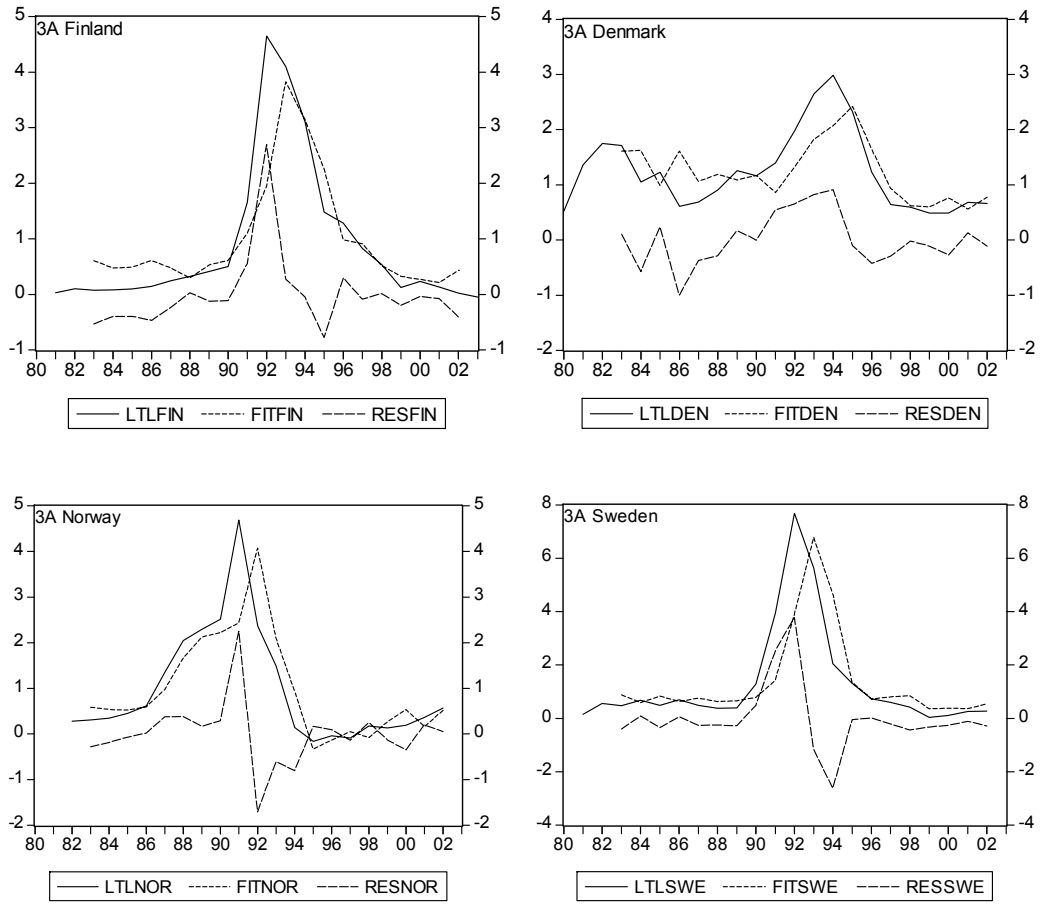 3A Finland
5 4 3 2 1 0 -1
5 4 3 2 1 0 -1
80 82 84 86 88 90 92 94 96 98 00 02
LTLFIN FITFIN RESFIN
3A Denmark
4 3 2 1 0 -1 -2
4 3 2 1 0 -1 -2
80 82 84 86 88 90 92 94 96 98 00 02
LTLDEN FITDEN RESDEN
3A Norway
5 4 3 2 1 0 -1 -2
5 4 3 2 1 0 -1 -2
80 82 84 86 88 90 92 94 96 98 00 02
LTLNOR FITNOR RESNOR
3A Sweden
8 6 4 2 0 -2 -4
8 6 4 2 0 -2 -4
80 82 84 86 88 90 92 94 96 98 00 02
LTLSWE FITSWE RESSWE